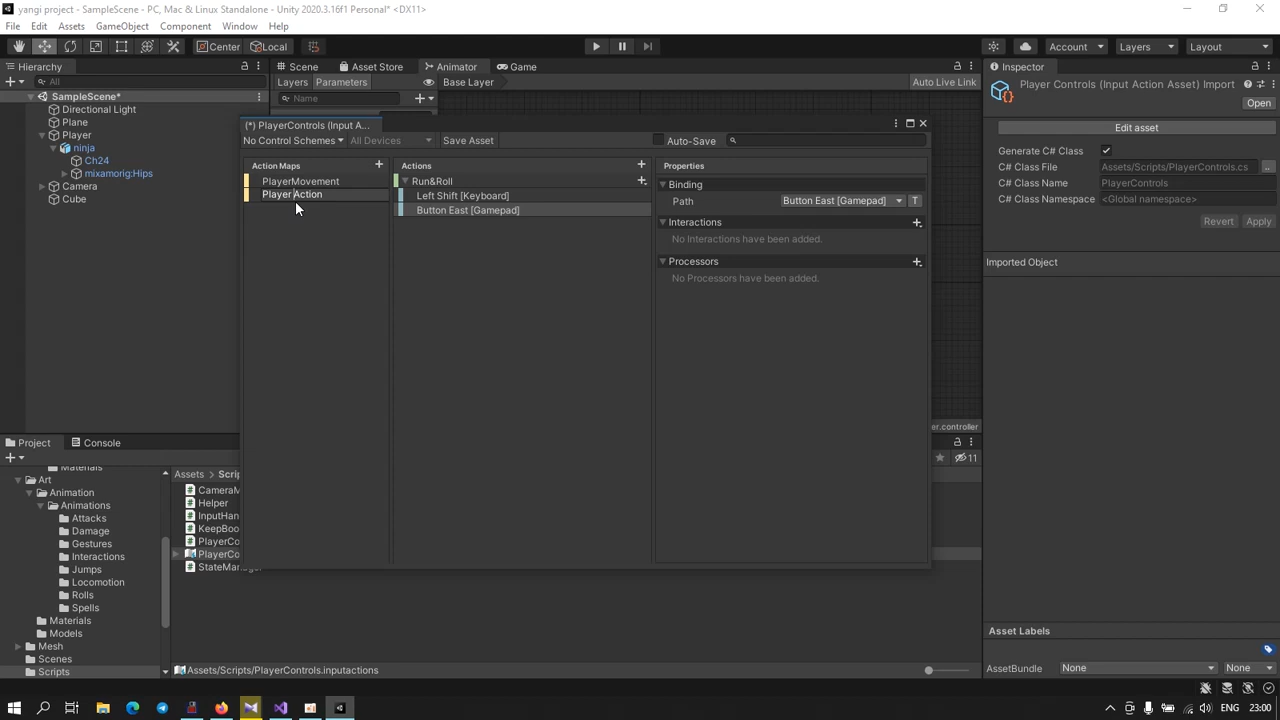 yangi project - SampleScene - PC, Mac & Linux Standalone - Unity 2020.3.16f1 Personal* <DX11>
File Edit Assets GameObject Component Window Help
Center Local Account Layers Layout
Hierarchy Scene Asset Store Animator Game Inspector
All Layers Parameters Base Layer Auto Live Link
Name
SampleScene*
Directional Light
Plane
Player
ninja
Ch24
mixamorig:Hips
Camera
Cube
(*) PlayerControls (Input A...
No Control Schemes All Devices Save Asset Auto-Save
Action Maps Actions Properties
PlayerMovement
Player Action
Run&Roll
Left Shift [Keyboard]
Button East [Gamepad]
Binding
Path Button East [Gamepad] T
Interactions
No Interactions have been added.
Processors
No Processors have been added.
Player Controls (Input Action Asset) Import
Open
Edit asset
Generate C# Class
C# Class File Assets/Scripts/PlayerControls.cs ..
C# Class Name PlayerControls
C# Class Namespace <Global namespace>
Revert Apply
Imported Object
er.controller
Project Console
11
Materials
Art
Animation
Animations
Attacks
Damage
Gestures
Interactions
Jumps
Locomotion
Rolls
Spells
Materials
Models
Mesh
Scenes
Scripts
Assets > Scrip
CameraM
Helper
InputHan
KeepBoo
PlayerCo
PlayerCo
StateManager
Assets/Scripts/PlayerControls.inputactions
Asset Labels
AssetBundle None None
ENG 23:00